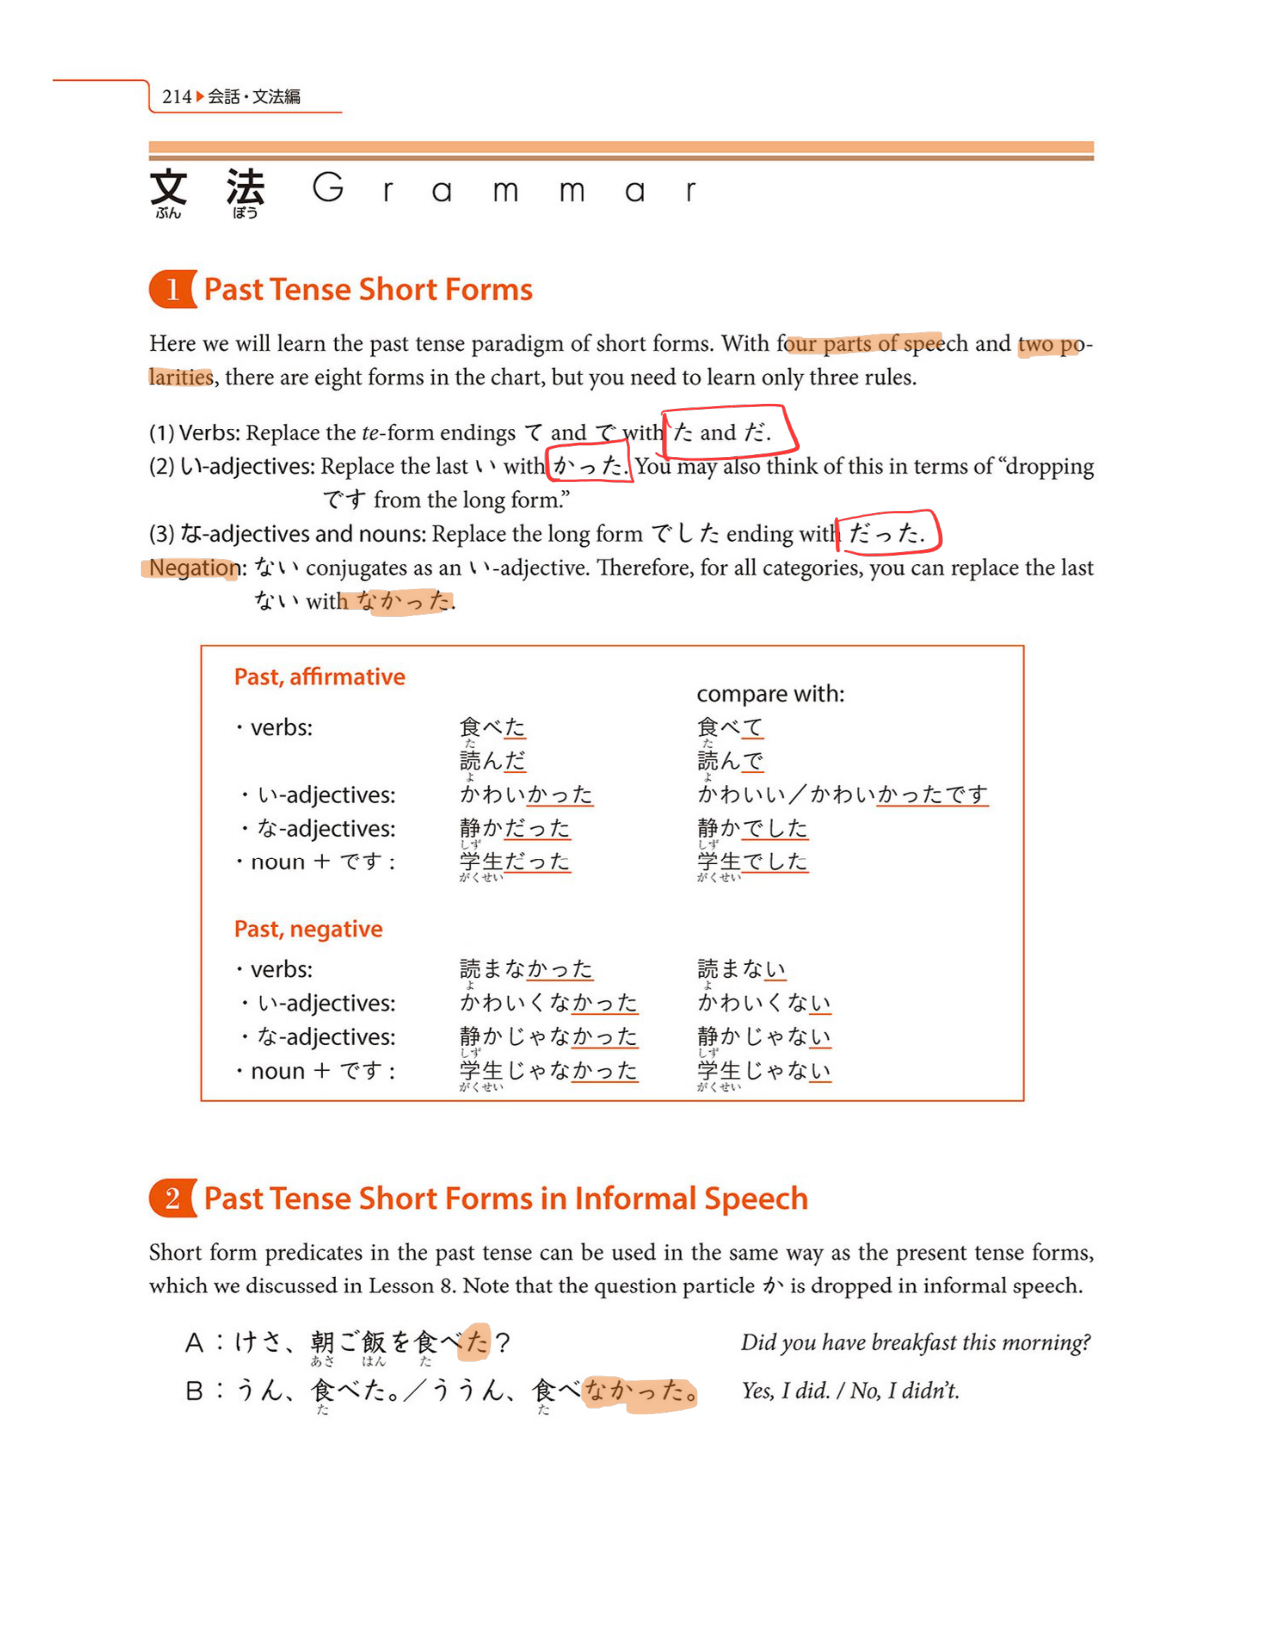 214▶会話・文法編
文法 Grammar
ぶん ぽう
1 Past Tense Short Forms
Here we will learn the past tense paradigm of short forms. With four parts of speech and two po-
larities, there are eight forms in the chart, but you need to learn only three rules.
(1) Verbs: Replace the te-form endings て and で with た and だ.
(2) い-adjectives: Replace the last い with かった. You may also think of this in terms of “dropping
です from the long form.”
(3) な-adjectives and nouns: Replace the long form でした ending with だった.
Negation: ない conjugates as an い-adjective. Therefore, for all categories, you can replace the last
ない with なかった.
Past, affirmative
compare with:
・verbs: 食べた 食べて
た た
読んだ 読んで
よ よ
・い-adjectives: かわいかった かわいい／かわいかったです
・な-adjectives: 静かだった 静かでした
しず しず
・noun + です: 学生だった 学生でした
がくせい がくせい
Past, negative
・verbs: 読まなかった 読まない
よ よ
・い-adjectives: かわいくなかった かわいくない
・な-adjectives: 静かじゃなかった 静かじゃない
しず しず
・noun + です: 学生じゃなかった 学生じゃない
がくせい がくせい
2 Past Tense Short Forms in Informal Speech
Short form predicates in the past tense can be used in the same way as the present tense forms,
which we discussed in Lesson 8. Note that the question particle か is dropped in informal speech.
A：けさ、朝ご飯を食べた？ Did you have breakfast this morning?
あさ はん た
B：うん、食べた。／ううん、食べなかった。 Yes, I did. / No, I didn’t.
た た